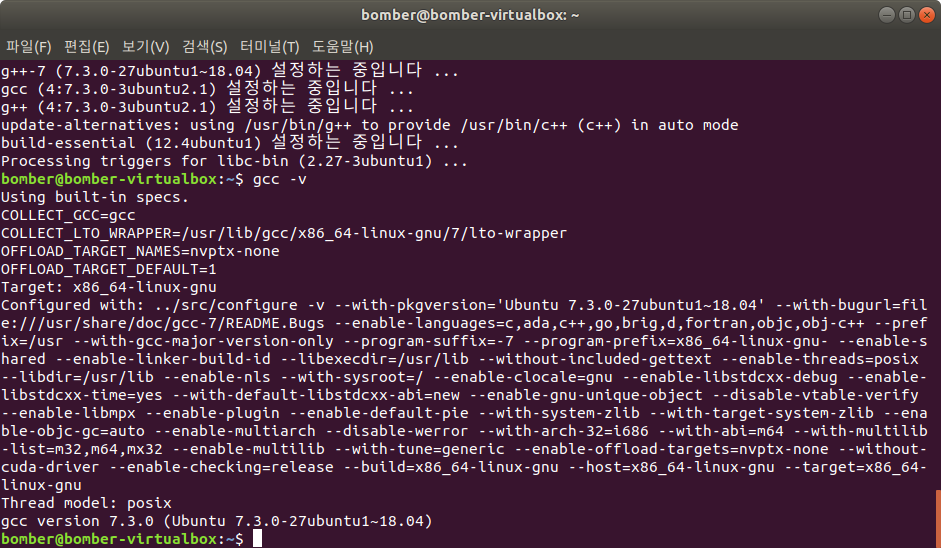 bomber@bomber-virtualbox: ~
파일(F) 편집(E) 보기(V) 검색(S) 터미널(T) 도움말(H)
g++-7 (7.3.0-27ubuntu1~18.04) 설정하는 중입니다 ...
gcc (4:7.3.0-3ubuntu2.1) 설정하는 중입니다 ...
g++ (4:7.3.0-3ubuntu2.1) 설정하는 중입니다 ...
update-alternatives: using /usr/bin/g++ to provide /usr/bin/c++ (c++) in auto mode
build-essential (12.4ubuntu1) 설정하는 중입니다 ...
Processing triggers for libc-bin (2.27-3ubuntu1) ...
bomber@bomber-virtualbox:~$ gcc -v
Using built-in specs.
COLLECT_GCC=gcc
COLLECT_LTO_WRAPPER=/usr/lib/gcc/x86_64-linux-gnu/7/lto-wrapper
OFFLOAD_TARGET_NAMES=nvptx-none
OFFLOAD_TARGET_DEFAULT=1
Target: x86_64-linux-gnu
Configured with: ../src/configure -v --with-pkgversion='Ubuntu 7.3.0-27ubuntu1~18.04' --with-bugurl=fil
e:///usr/share/doc/gcc-7/README.Bugs --enable-languages=c,ada,c++,go,brig,d,fortran,objc,obj-c++ --pref
ix=/usr --with-gcc-major-version-only --program-suffix=-7 --program-prefix=x86_64-linux-gnu- --enable-s
hared --enable-linker-build-id --libexecdir=/usr/lib --without-included-gettext --enable-threads=posix
--libdir=/usr/lib --enable-nls --with-sysroot=/ --enable-clocale=gnu --enable-libstdcxx-debug --enable-
libstdcxx-time=yes --with-default-libstdcxx-abi=new --enable-gnu-unique-object --disable-vtable-verify
--enable-libmpx --enable-plugin --enable-default-pie --with-system-zlib --with-target-system-zlib --ena
ble-objc-gc=auto --enable-multiarch --disable-werror --with-arch-32=i686 --with-abi=m64 --with-multilib
-list=m32,m64,mx32 --enable-multilib --with-tune=generic --enable-offload-targets=nvptx-none --without-
cuda-driver --enable-checking=release --build=x86_64-linux-gnu --host=x86_64-linux-gnu --target=x86_64-
linux-gnu
Thread model: posix
gcc version 7.3.0 (Ubuntu 7.3.0-27ubuntu1~18.04)
bomber@bomber-virtualbox:~$